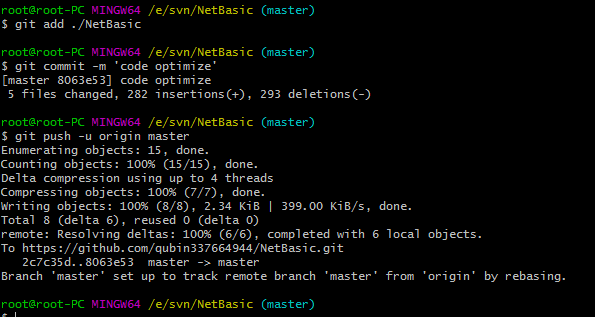 root@root-PC MINGW64 /e/svn/NetBasic (master)
$ git add ./NetBasic
root@root-PC MINGW64 /e/svn/NetBasic (master)
$ git commit -m 'code optimize'
[master 8063e53] code optimize
5 files changed, 282 insertions(+), 293 deletions(-)
root@root-PC MINGW64 /e/svn/NetBasic (master)
$ git push -u origin master
Enumerating objects: 15, done.
Counting objects: 100% (15/15), done.
Delta compression using up to 4 threads
Compressing objects: 100% (7/7), done.
Writing objects: 100% (8/8), 2.34 KiB | 399.00 KiB/s, done.
Total 8 (delta 6), reused 0 (delta 0)
remote: Resolving deltas: 100% (6/6), completed with 6 local objects.
To https://github.com/qubin337664944/NetBasic.git
2c7c35d..8063e53  master -> master
Branch 'master' set up to track remote branch 'master' from 'origin' by rebasing.
root@root-PC MINGW64 /e/svn/NetBasic (master)
$